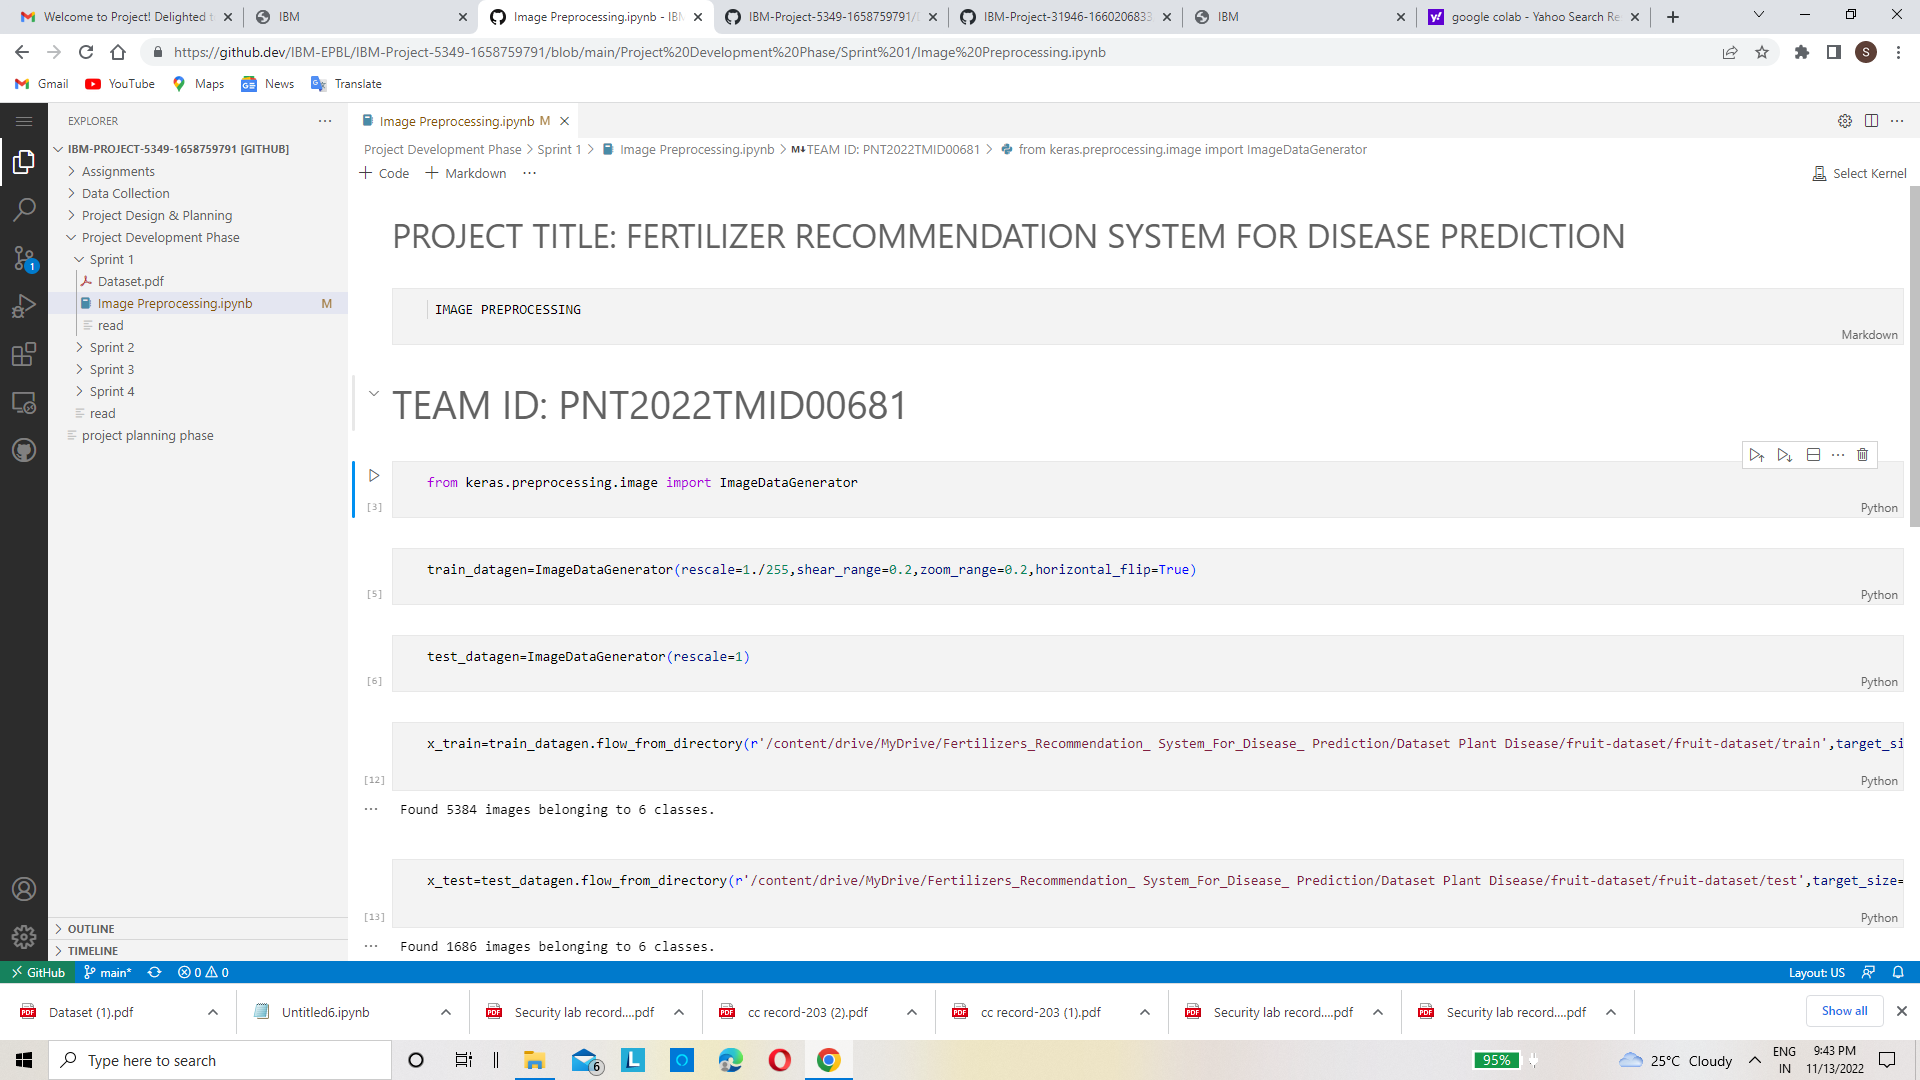 Welcome to Project! Delighted t
IBM
Image Preprocessing.ipynb - IBM
IBM-Project-5349-1658759791/
IBM-Project-31946-1660206833
IBM
google colab - Yahoo Search Re
https://github.dev/IBM-EPBL/IBM-Project-5349-1658759791/blob/main/Project%20Development%20Phase/Sprint%201/Image%20Preprocessing.ipynb
S
Gmail
YouTube
Maps
News
Translate
EXPLORER
IBM-PROJECT-5349-1658759791 [GITHUB]
Assignments
Data Collection
Project Design & Planning
Project Development Phase
Sprint 1
Dataset.pdf
Image Preprocessing.ipynb M
read
Sprint 2
Sprint 3
Sprint 4
read
project planning phase
OUTLINE
TIMELINE
1
Image Preprocessing.ipynb M
Project Development Phase > Sprint 1 > Image Preprocessing.ipynb > M↓TEAM ID: PNT2022TMID00681 > from keras.preprocessing.image import ImageDataGenerator
+ Code + Markdown ...
Select Kernel
PROJECT TITLE: FERTILIZER RECOMMENDATION SYSTEM FOR DISEASE PREDICTION
IMAGE PREPROCESSING
Markdown
TEAM ID: PNT2022TMID00681
from keras.preprocessing.image import ImageDataGenerator
[3]
Python
train_datagen=ImageDataGenerator(rescale=1./255,shear_range=0.2,zoom_range=0.2,horizontal_flip=True)
[5]
Python
test_datagen=ImageDataGenerator(rescale=1)
[6]
Python
x_train=train_datagen.flow_from_directory(r'/content/drive/MyDrive/Fertilizers_Recommendation_ System_For_Disease_ Prediction/Dataset Plant Disease/fruit-dataset/fruit-dataset/train',target_si
[12]
Python
Found 5384 images belonging to 6 classes.
x_test=test_datagen.flow_from_directory(r'/content/drive/MyDrive/Fertilizers_Recommendation_ System_For_Disease_ Prediction/Dataset Plant Disease/fruit-dataset/fruit-dataset/test',target_size=
[13]
Python
Found 1686 images belonging to 6 classes.
GitHub main* 0 0
Layout: US
Dataset (1).pdf
Untitled6.ipynb
Security lab record....pdf
cc record-203 (2).pdf
cc record-203 (1).pdf
Security lab record....pdf
Security lab record....pdf
Show all
Type here to search
6
L
95%
25°C Cloudy
ENG
IN
9:43 PM
11/13/2022